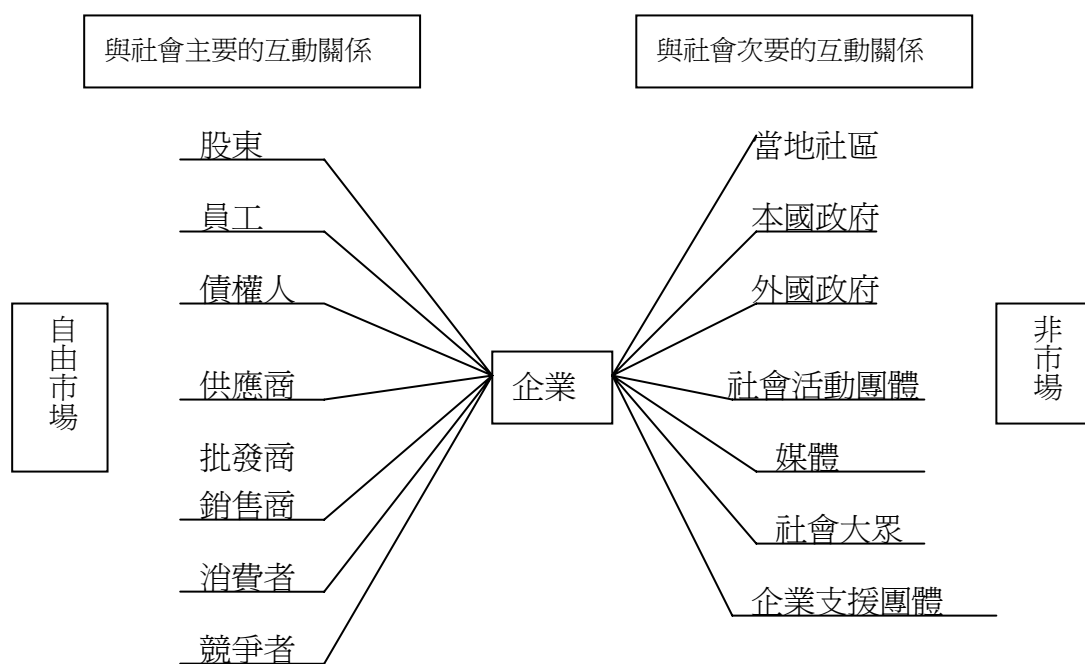 與社會主要的互動關係
與社會次要的互動關係
自由市場
股東
員工
債權人
供應商
批發商
銷售商
消費者
競爭者
企業
當地社區
本國政府
外國政府
社會活動團體
媒體
社會大眾
企業支援團體
非市場